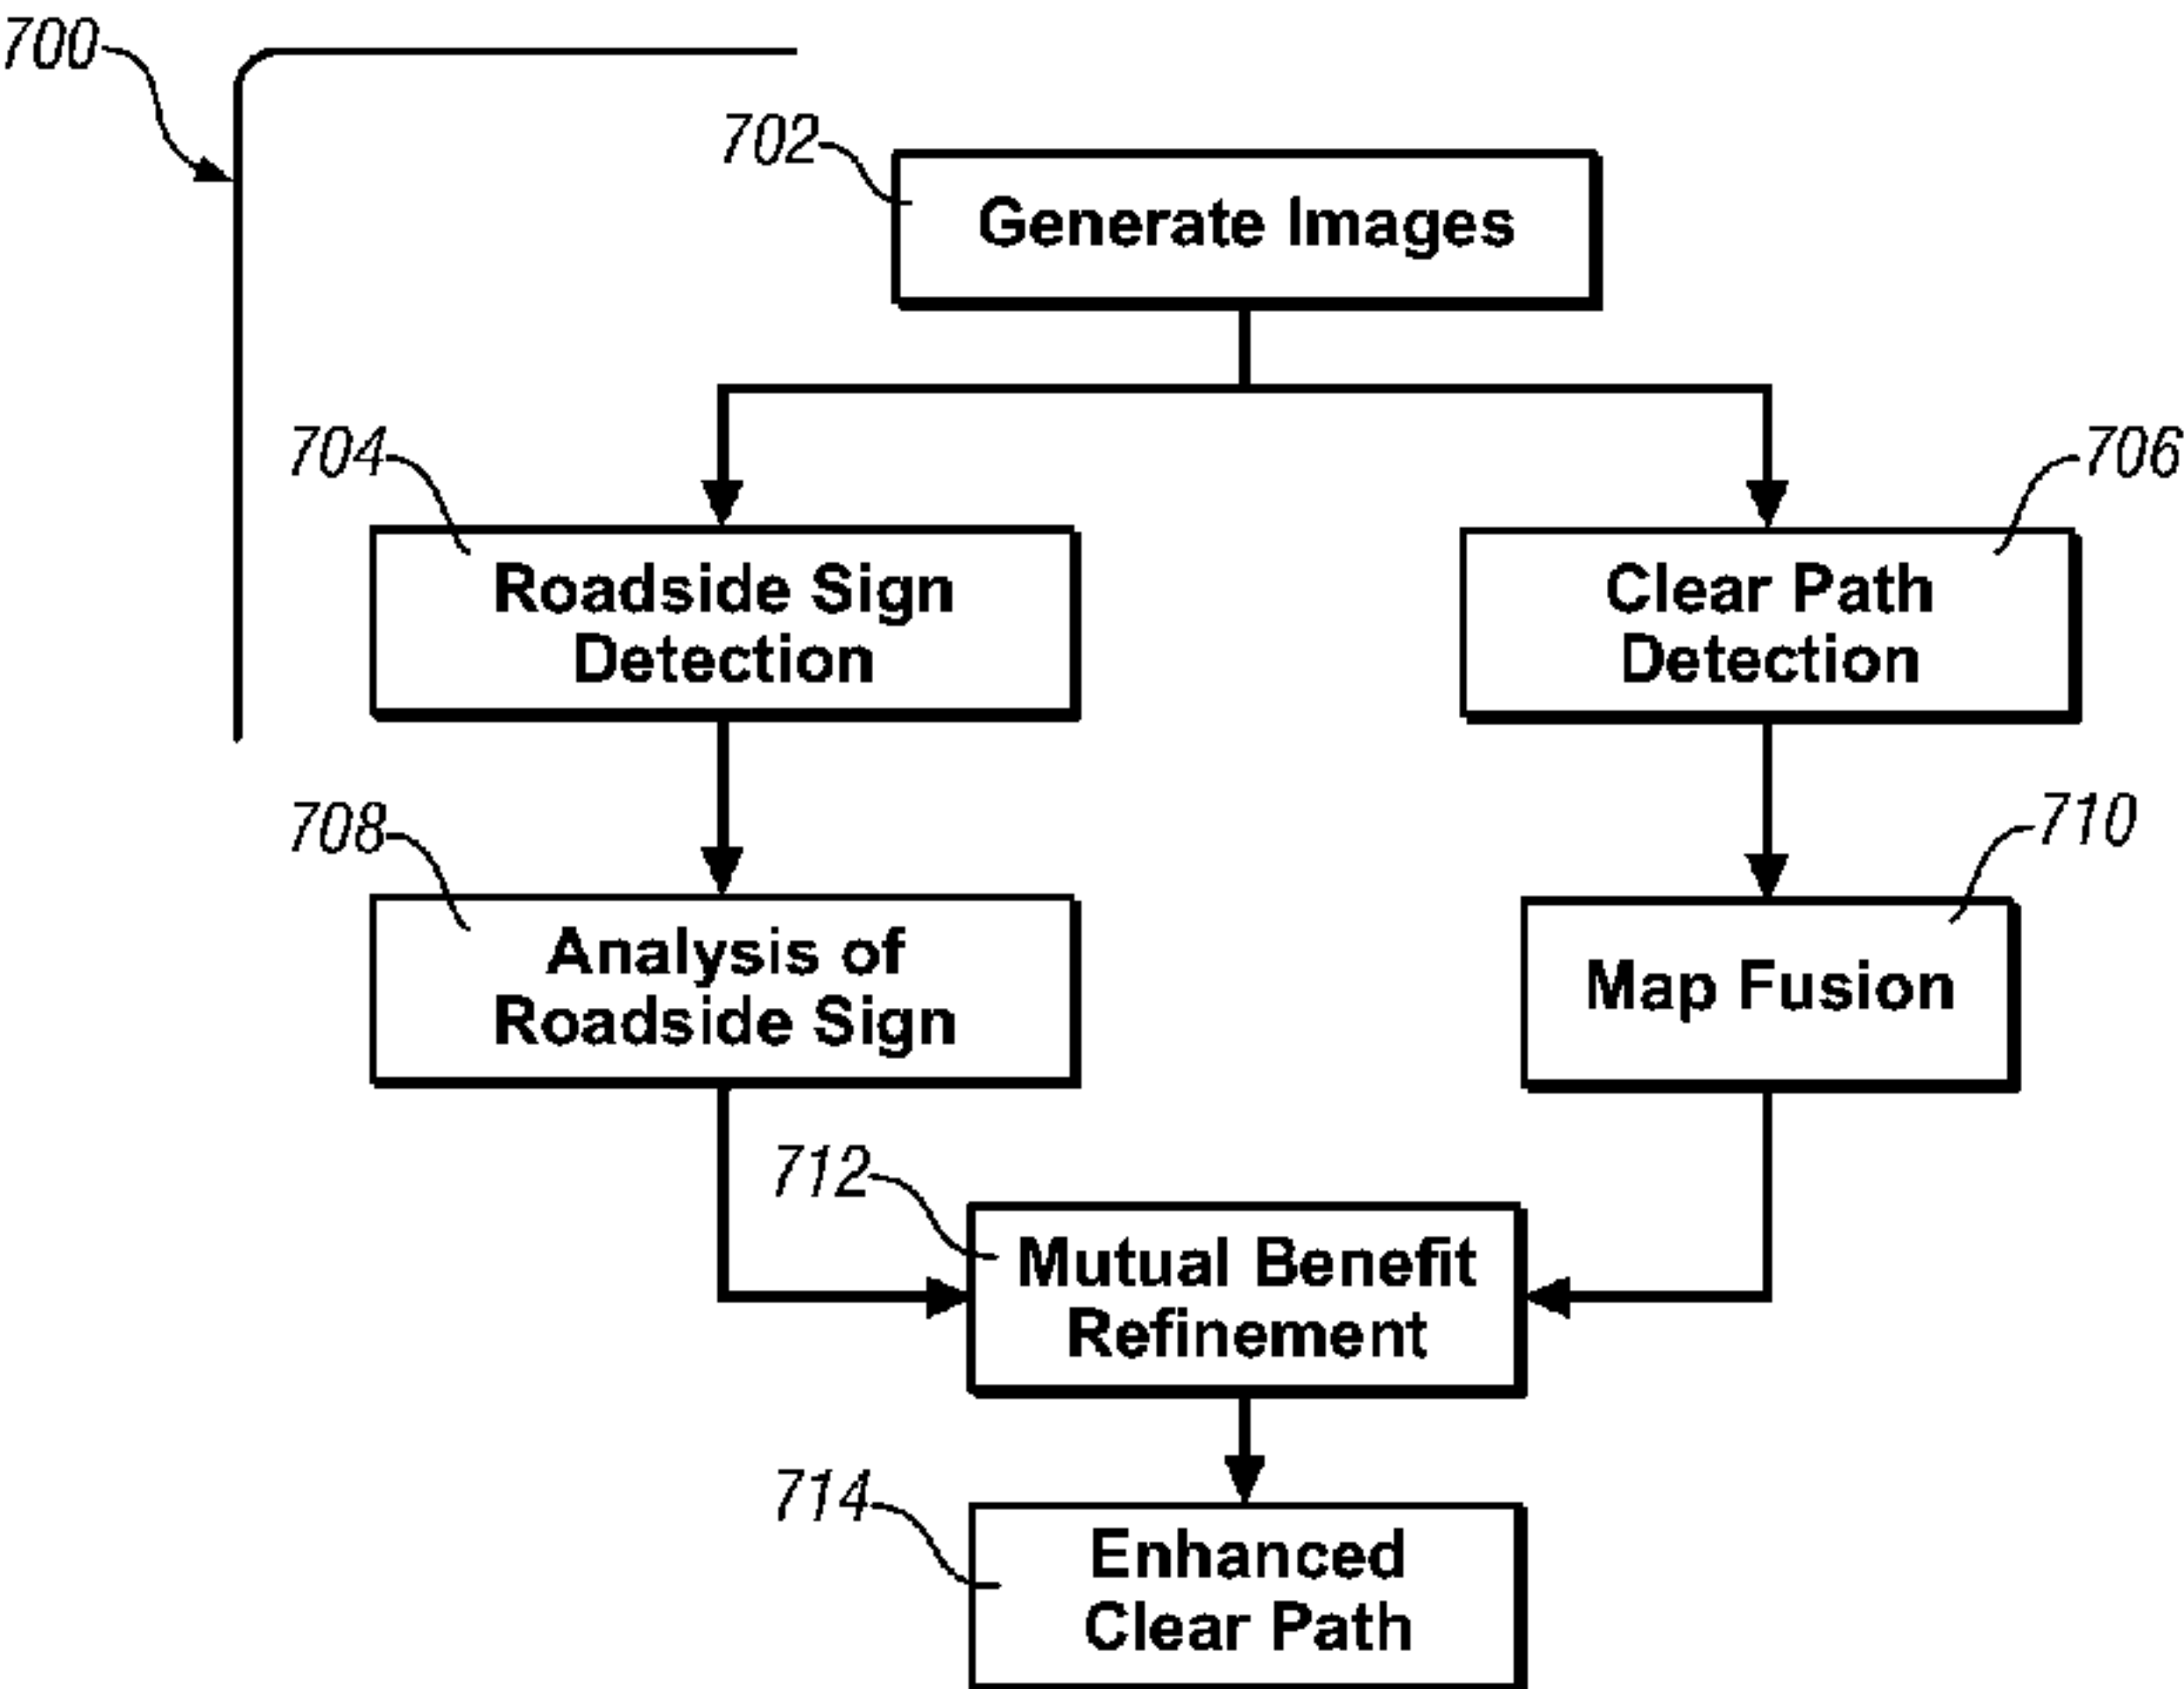 700
702
Generate Images
704
Roadside Sign
Detection
706
Clear Path
Detection
708
Analysis of
Roadside Sign
710
Map Fusion
712
Mutual Benefit
Refinement
714
Enhanced
Clear Path